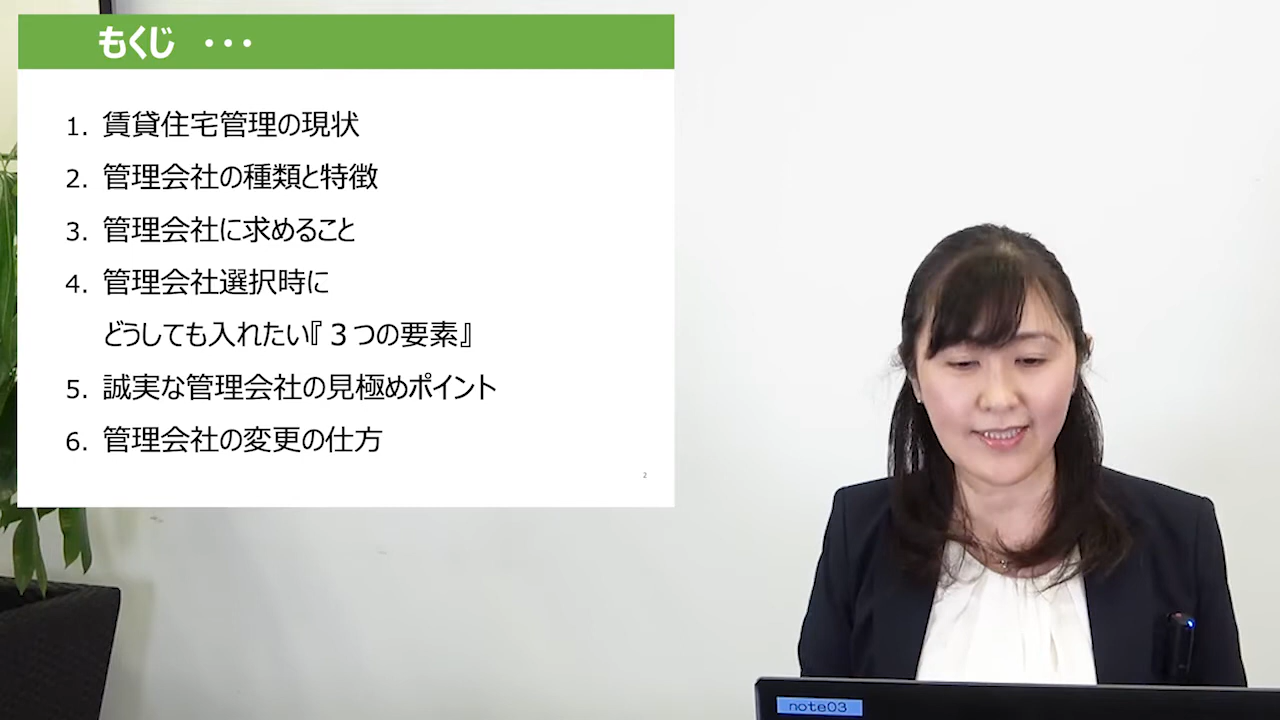 もくじ ・・・
1. 賃貸住宅管理の現状
2. 管理会社の種類と特徴
3. 管理会社に求めること
4. 管理会社選択時に
どうしても入れたい『３つの要素』
5. 誠実な管理会社の見極めポイント
6. 管理会社の変更の仕方
2
note03